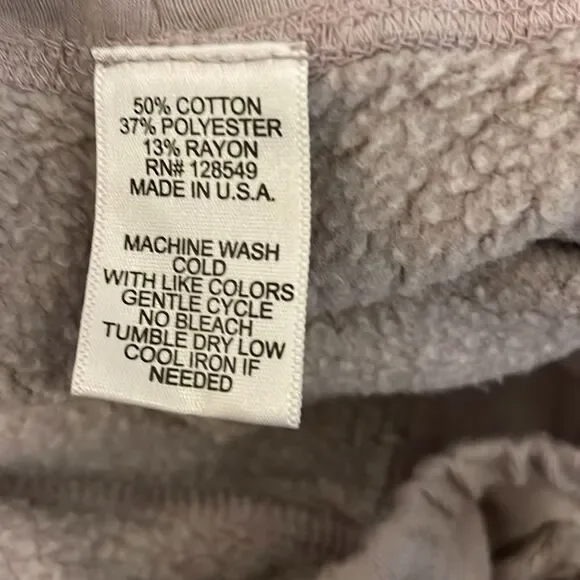 50% COTTON
37% POLYESTER
13% RAYON
RN# 128549
MADE IN U.S.A.
MACHINE WASH
COLD
WITH LIKE COLORS
GENTLE CYCLE
NO BLEACH
TUMBLE DRY LOW
COOL IRON IF
NEEDED